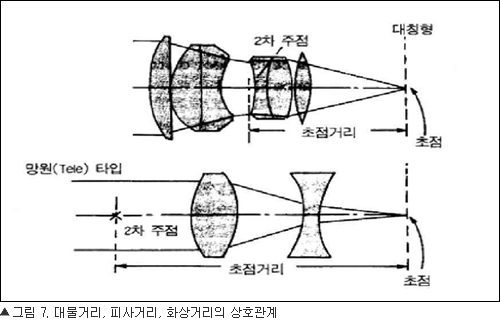 대칭형
2차 주점
초점거리
초점
망원(Tele) 타입
2차 주점
초점거리
초점
▲그림 7. 대물거리, 피사거리, 화상거리의 상호관계